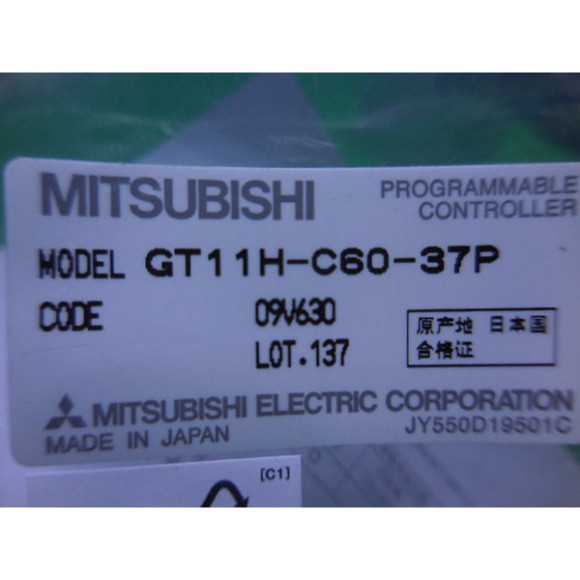 MITSUBISHI
PROGRAMMABLE
CONTROLLER
MODEL GT11H-C60-37P
CODE 09V630
LOT.137
原产地 日本国
合格证
MITSUBISHI ELECTRIC CORPORATION
MADE IN JAPAN
JY550D19501C
[C1]